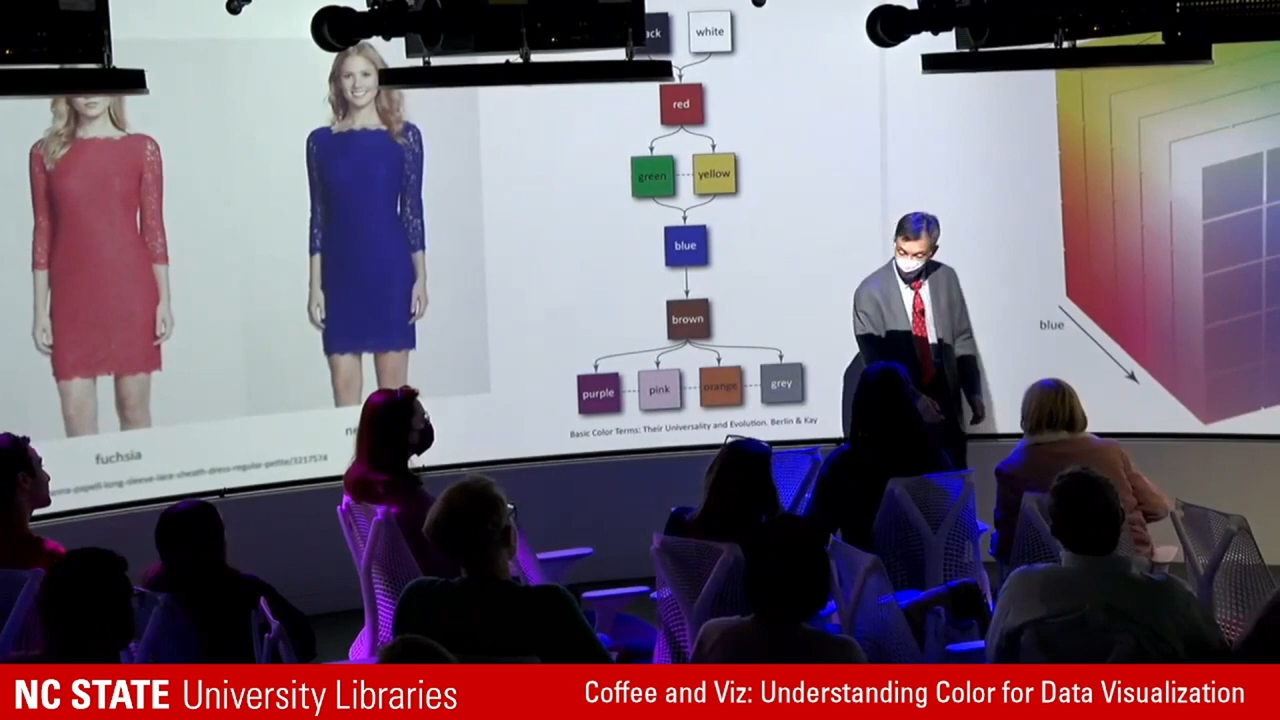 white
red
green
yellow
blue
brown
purple
pink
orange
grey
Basic Color Terms: Their Universality and Evolution. Berlin & Kay
fuchsia
blue
NC STATE University Libraries
Coffee and Viz: Understanding Color for Data Visualization